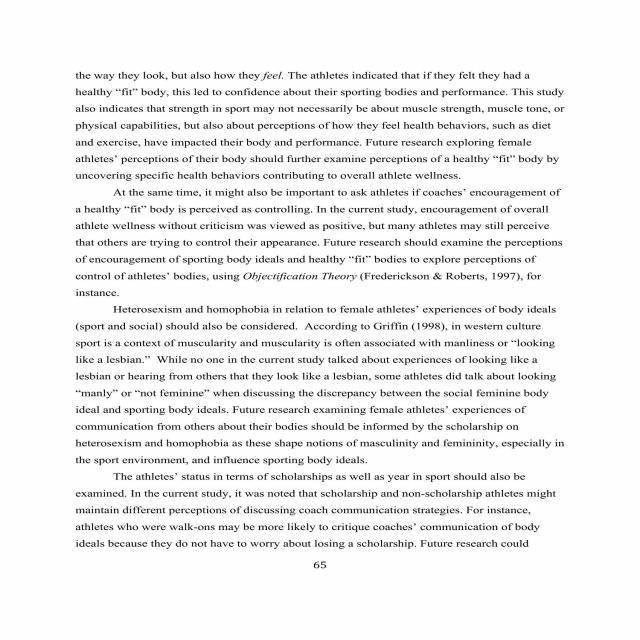 the way they look, but also how they feel. The athletes indicated that if they felt they had a
healthy “fit” body, this led to confidence about their sporting bodies and performance. This study
also indicates that strength in sport may not necessarily be about muscle strength, muscle tone, or
physical capabilities, but also about perceptions of how they feel health behaviors, such as diet
and exercise, have impacted their body and performance. Future research exploring female
athletes’ perceptions of their body should further examine perceptions of a healthy “fit” body by
uncovering specific health behaviors contributing to overall athlete wellness.
At the same time, it might also be important to ask athletes if coaches’ encouragement of
a healthy “fit” body is perceived as controlling. In the current study, encouragement of overall
athlete wellness without criticism was viewed as positive, but many athletes may still perceive
that others are trying to control their appearance. Future research should examine the perceptions
of encouragement of sporting body ideals and healthy “fit” bodies to explore perceptions of
control of athletes’ bodies, using Objectification Theory (Frederickson & Roberts, 1997), for
instance.
Heterosexism and homophobia in relation to female athletes’ experiences of body ideals
(sport and social) should also be considered.  According to Griffin (1998), in western culture
sport is a context of muscularity and muscularity is often associated with manliness or “looking
like a lesbian.”  While no one in the current study talked about experiences of looking like a
lesbian or hearing from others that they look like a lesbian, some athletes did talk about looking
“manly” or “not feminine” when discussing the discrepancy between the social feminine body
ideal and sporting body ideals. Future research examining female athletes’ experiences of
communication from others about their bodies should be informed by the scholarship on
heterosexism and homophobia as these shape notions of masculinity and femininity, especially in
the sport environment, and influence sporting body ideals.
The athletes’ status in terms of scholarships as well as year in sport should also be
examined. In the current study, it was noted that scholarship and non-scholarship athletes might
maintain different perceptions of discussing coach communication strategies. For instance,
athletes who were walk-ons may be more likely to critique coaches’ communication of body
ideals because they do not have to worry about losing a scholarship. Future research could
65